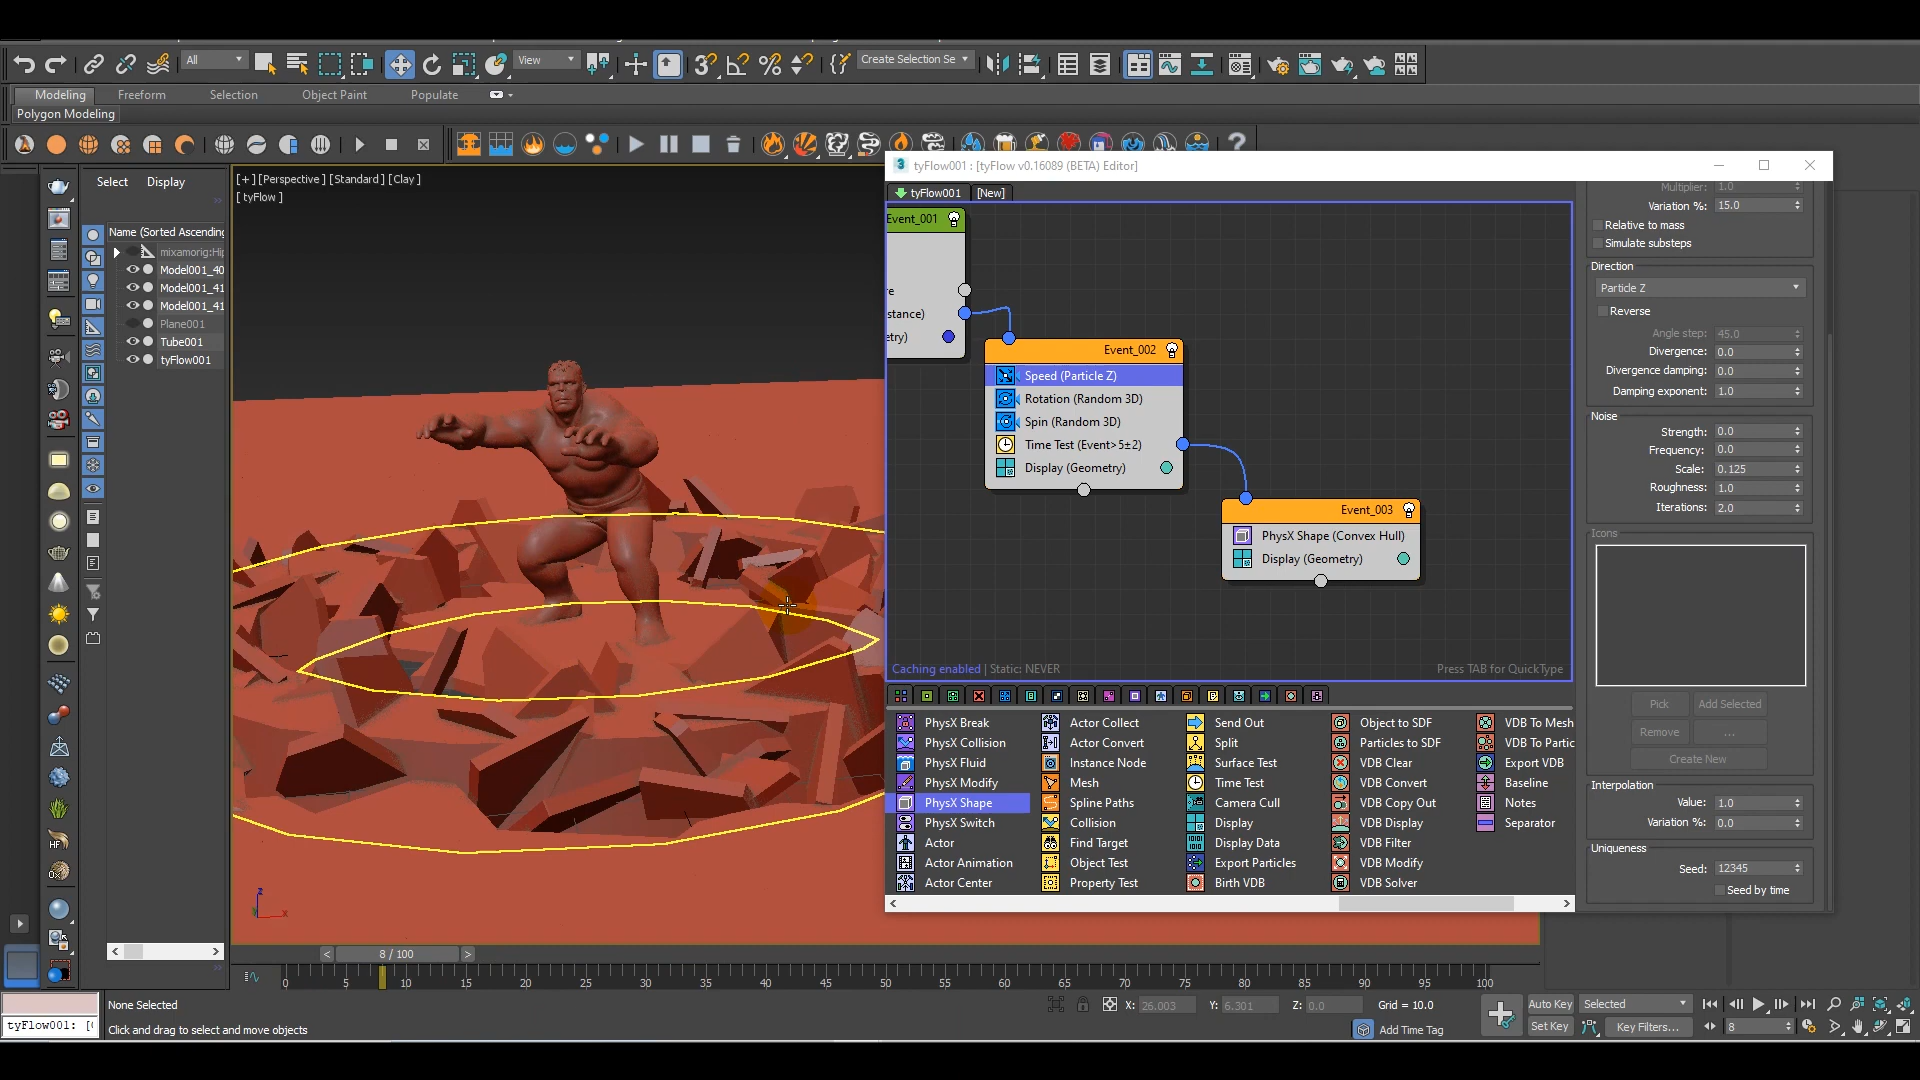 All
View
Create Selection Se
Modeling
Freeform
Selection
Object Paint
Populate
Polygon Modeling
Select
Display
Name (Sorted Ascending
mixamorig:Hi
Model001_40
Model001_41
Model001_41
Plane001
Tube001
tyFlow001
[+] [Perspective ] [Standard ] [Clay ]
[ tyFlow ]
tyFlow001 : [tyFlow v0.16089 (BETA) Editor]
tyFlow001
[New]
Event_001
re
stance)
etry)
Event_002
Speed (Particle Z)
Rotation (Random 3D)
Spin (Random 3D)
Time Test (Event>5±2)
Display (Geometry)
Event_003
PhysX Shape (Convex Hull)
Display (Geometry)
Caching enabled | Static: NEVER
Press TAB for QuickType
PhysX Break
PhysX Collision
PhysX Fluid
PhysX Modify
PhysX Shape
PhysX Switch
Actor
Actor Animation
Actor Center
Actor Collect
Actor Convert
Instance Node
Mesh
Spline Paths
Collision
Find Target
Object Test
Property Test
Send Out
Split
Surface Test
Time Test
Camera Cull
Display
Display Data
Export Particles
Birth VDB
Object to SDF
Particles to SDF
VDB Clear
VDB Convert
VDB Copy Out
VDB Display
VDB Filter
VDB Modify
VDB Solver
VDB To Mesh
VDB To Partic
Export VDB
Baseline
Notes
Separator
Multiplier: 1.0
Variation %: 15.0
Relative to mass
Simulate substeps
Direction
Particle Z
Reverse
Angle step: 45.0
Divergence: 0.0
Divergence damping: 0.0
Damping exponent: 1.0
Noise
Strength: 0.0
Frequency: 0.0
Scale: 0.125
Roughness: 1.0
Iterations: 2.0
Icons
Pick
Add Selected
Remove
...
Create New
Interpolation
Value: 1.0
Variation %: 0.0
Uniqueness
Seed: 12345
Seed by time
z
x
< 8 / 100 >
0 5 10 15 20 25 30 35 40 45 50 55 60 65 70 75 80 85 90 95 100
None Selected
X: 26.003
Y: 6.301
Z: 0.0
Grid = 10.0
Auto Key
Selected
tyFlow001: [
Click and drag to select and move objects
Add Time Tag
Set Key
Key Filters...
8